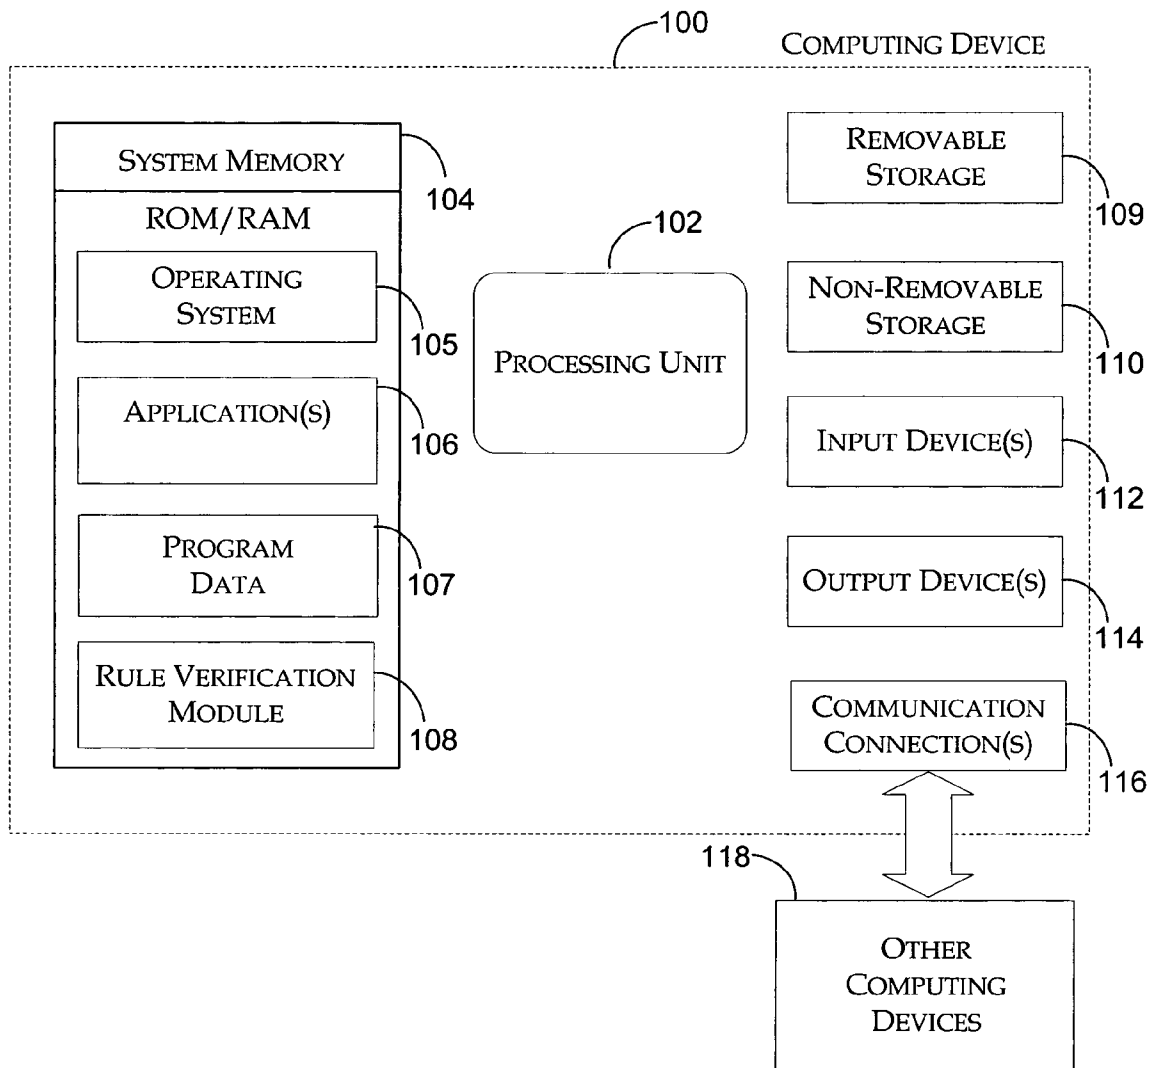 100
COMPUTING DEVICE
SYSTEM MEMORY
104
ROM/RAM
OPERATING
SYSTEM
105
APPLICATION(S)
106
PROGRAM
DATA
107
RULE VERIFICATION
MODULE
108
102
PROCESSING UNIT
REMOVABLE
STORAGE
109
NON-REMOVABLE
STORAGE
110
INPUT DEVICE(S)
112
OUTPUT DEVICE(S)
114
COMMUNICATION
CONNECTION(S)
116
118
OTHER
COMPUTING
DEVICES